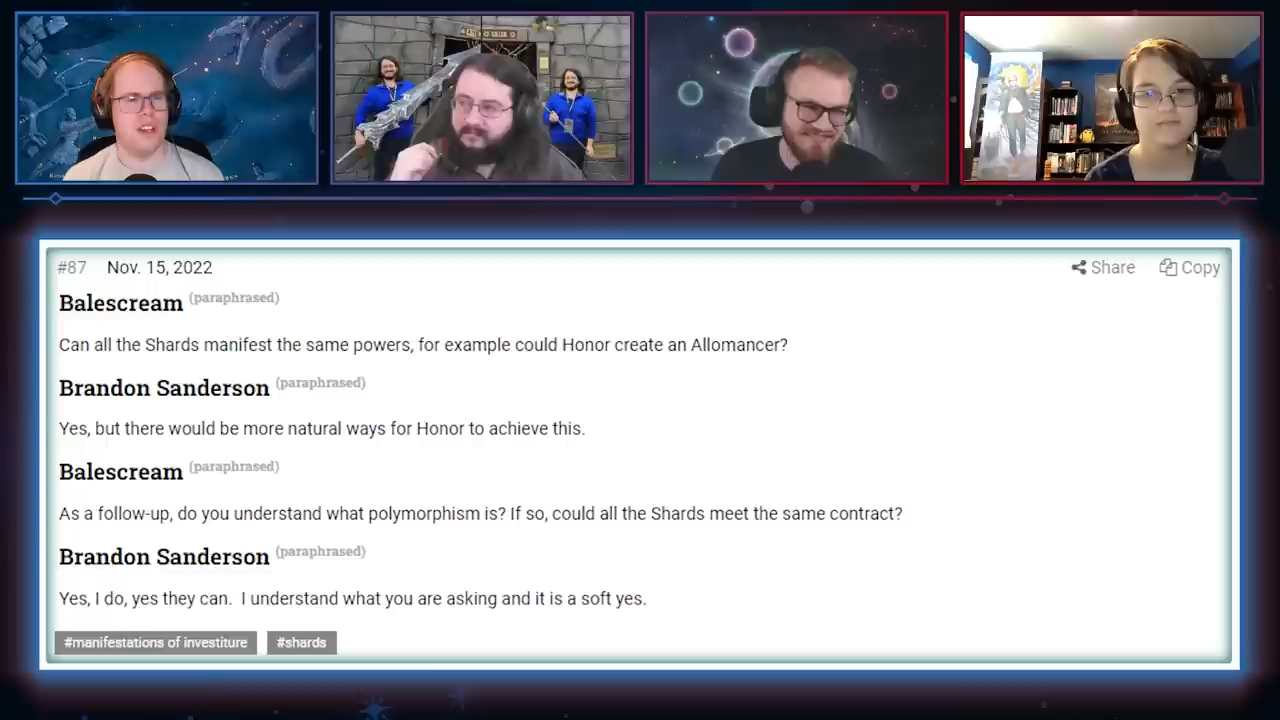 #87 Nov. 15, 2022 Share Copy
Balescream (paraphrased)
Can all the Shards manifest the same powers, for example could Honor create an Allomancer?
Brandon Sanderson (paraphrased)
Yes, but there would be more natural ways for Honor to achieve this.
Balescream (paraphrased)
As a follow-up, do you understand what polymorphism is? If so, could all the Shards meet the same contract?
Brandon Sanderson (paraphrased)
Yes, I do, yes they can. I understand what you are asking and it is a soft yes.
#manifestations of investiture #shards